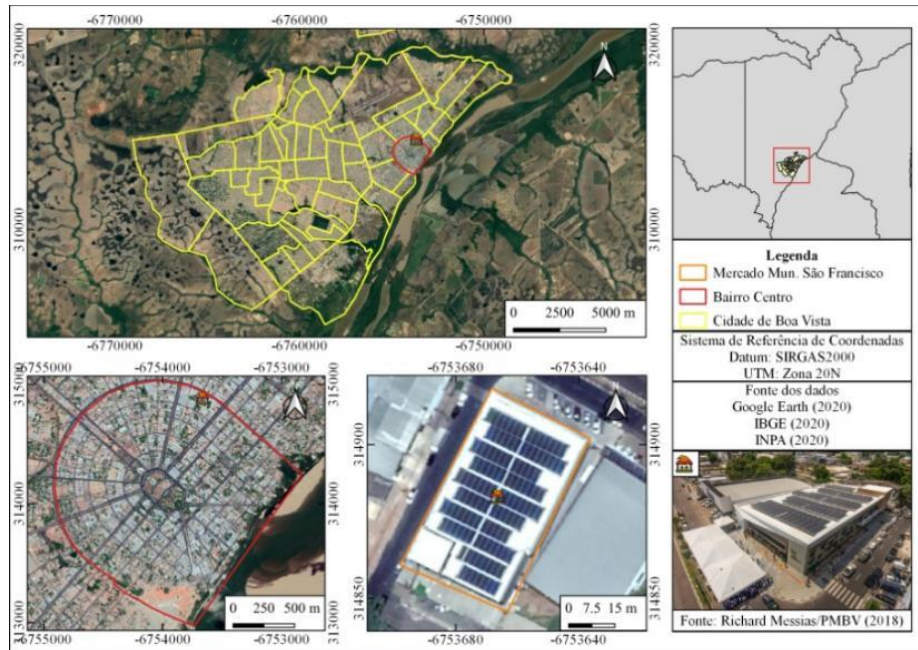 -6770000
-6760000
-6750000
320000
320000
N
310000
310000
0 2500 5000 m
-6770000
-6760000
-6750000
Legenda
Mercado Mun. São Francisco
Bairro Centro
Cidade de Boa Vista
Sistema de Referência de Coordenadas
Datum: SIRGAS2000
UTM: Zona 20N
Fonte dos dados
Google Earth (2020)
IBGE (2020)
INPA (2020)
Fonte: Richard Messias/PMBV (2018)
-6755000
-6754000
-6753000
315000
315000
314000
314000
313000
313000
0 250 500 m
-6755000
-6754000
-6753000
-6753680
-6753640
N
314900
314900
314850
314850
0 7.5 15 m
-6753680
-6753640